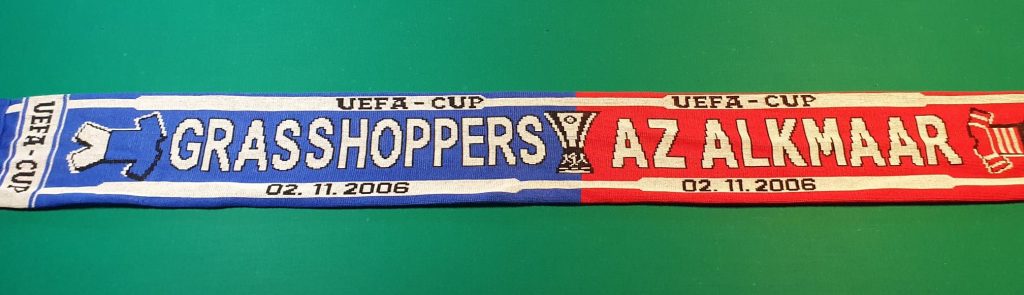 UEFA - CUP
UEFA - CUP
GRASSHOPPERS
02. 11. 2006
UEFA - CUP
AZ ALKMAAR
02. 11. 2006